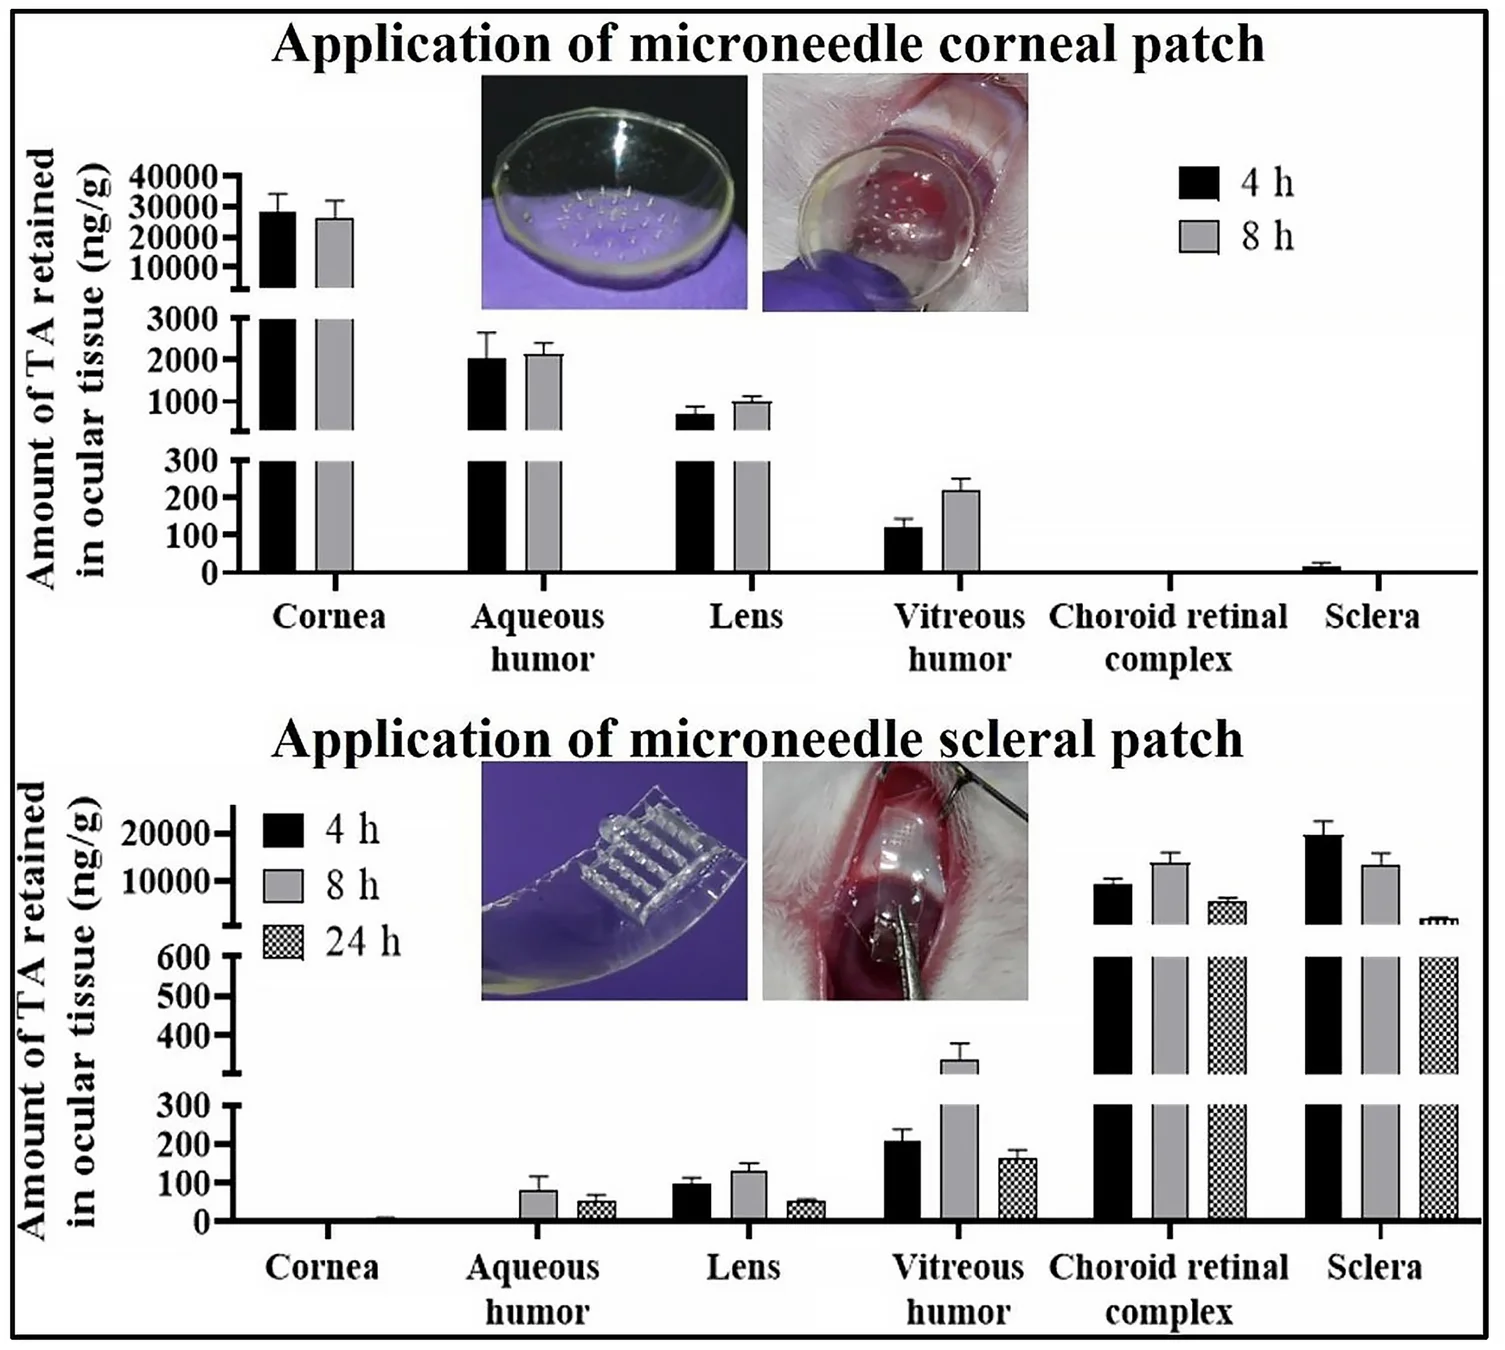 Application of microneedle corneal patch
Amount of TA retained
in ocular tissue (ng/g)
40000
30000
20000
10000
3000
2000
1000
300
200
100
0
4 h
8 h
Cornea
Aqueous
humor
Lens
Vitreous
humor
Choroid retinal
complex
Sclera
Application of microneedle scleral patch
Amount of TA retained
in ocular tissue (ng/g)
20000
10000
600
500
400
300
200
100
0
4 h
8 h
24 h
Cornea
Aqueous
humor
Lens
Vitreous
humor
Choroid retinal
complex
Sclera